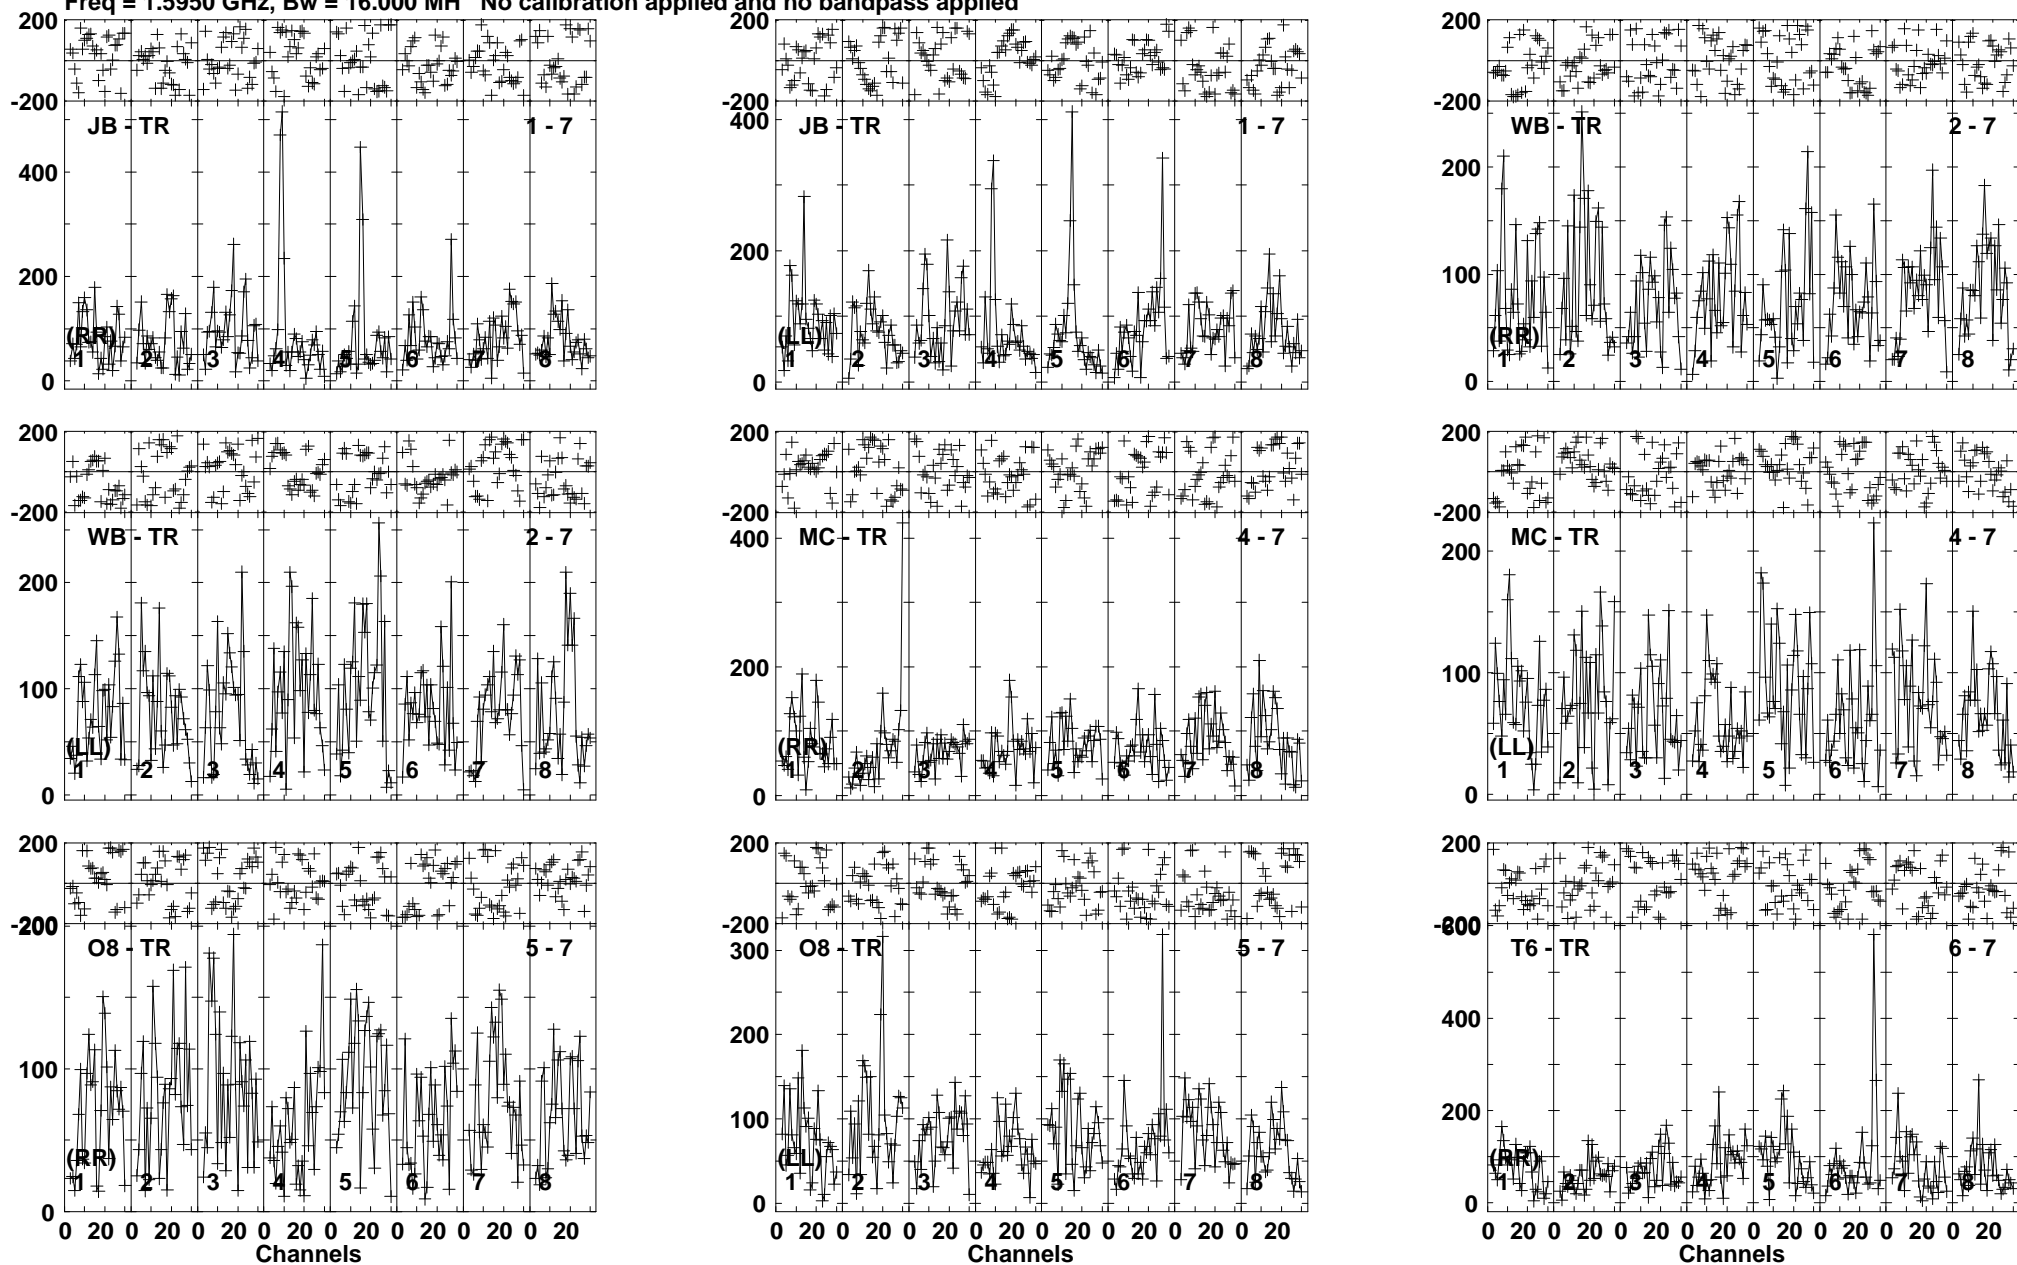 Freq = 1.5950 GHz, Bw = 16.000 MH No calibration applied and no bandpass applied
200 200 200
-200 -200 -200
JB - TR 1 - 7 JB - TR 1 - 7 WB - TR 2 - 7
400 400 200
200 200 100
(RR) (LL) (RR)
1 2 3 4 5 6 7 8 1 2 3 4 5 6 7 8 1 2 3 4 5 6 7 8
0 0 0
200 200 200
-200 -200 -200
WB - TR 2 - 7 MC - TR 4 - 7 MC - TR 4 - 7
200 400 200
100 200 100
(LL) (RR) (LL)
1 2 3 4 5 6 7 8 1 2 3 4 5 6 7 8 1 2 3 4 5 6 7 8
0 0 0
200 200 200
-200 -200 -200
200 600
O8 - TR 5 - 7 O8 - TR 5 - 7 T6 - TR 6 - 7
300 400
100 200 200
100
(RR) (LL) (RR)
1 2 3 4 5 6 7 8 1 2 3 4 5 6 7 8 1 2 3 4 5 6 7 8
0 0 0
0 20 0 20 0 20 0 20 0 20 0 20 0 20 0 20 0 20 0 20 0 20 0 20 0 20 0 20 0 20 0 20 0 20 0 20 0 20 0 20 0 20 0 20 0 20 0 20
Channels Channels Channels